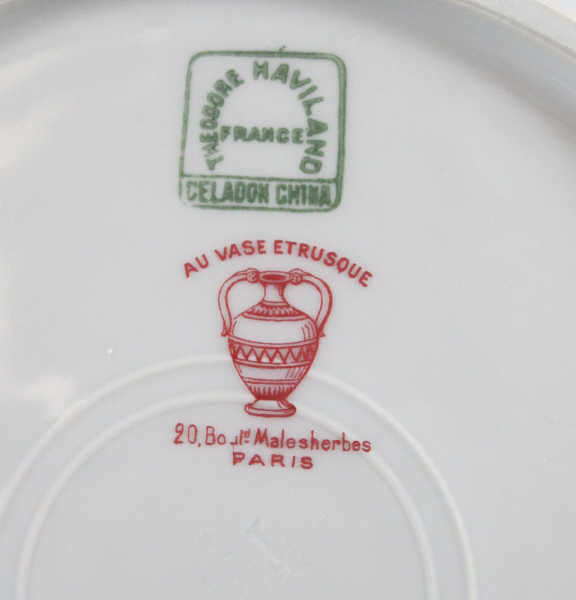 THEODORE HAVILAND
FRANCE
CELADON CHINA
AU VASE ETRUSQUE
20, Boulᵈ Malesherbes
PARIS